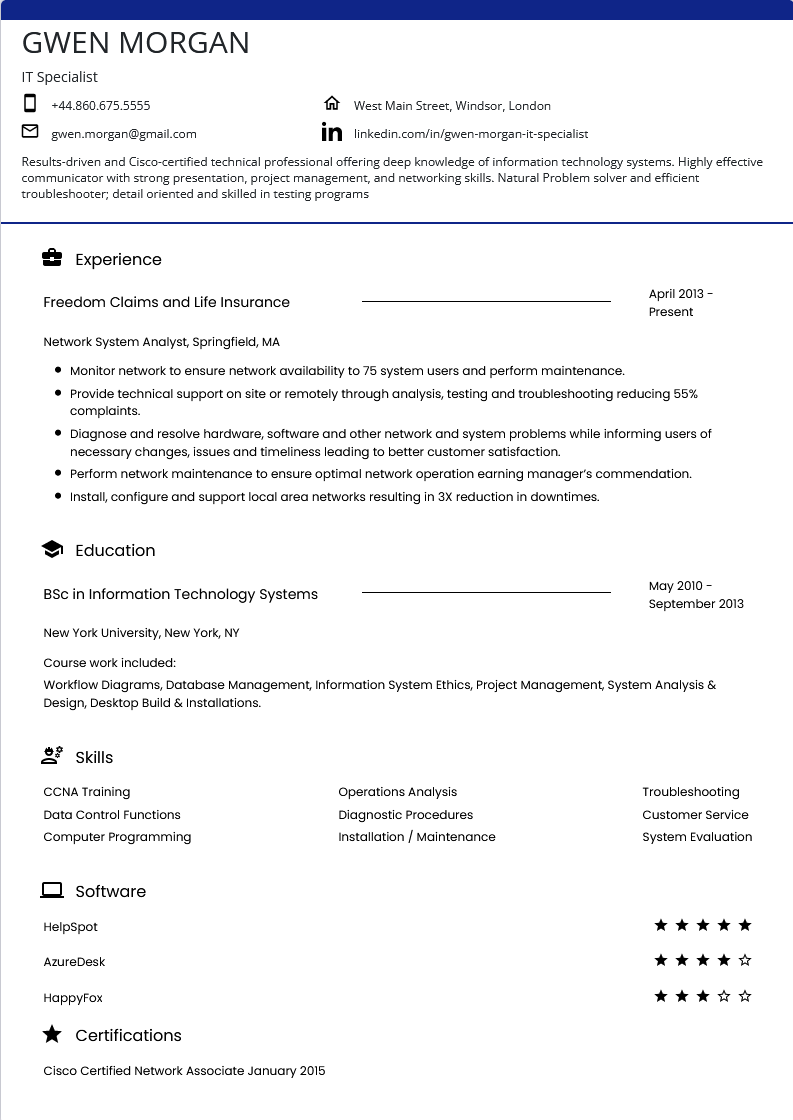 GWEN MORGAN
IT Specialist
+44.860.675.5555
West Main Street, Windsor, London
gwen.morgan@gmail.com
linkedin.com/in/gwen-morgan-it-specialist
Results-driven and Cisco-certified technical professional offering deep knowledge of information technology systems. Highly effective
communicator with strong presentation, project management, and networking skills. Natural Problem solver and efficient
troubleshooter; detail oriented and skilled in testing programs
Experience
Freedom Claims and Life Insurance
April 2013 -
Present
Network System Analyst, Springfield, MA
Monitor network to ensure network availability to 75 system users and perform maintenance.
Provide technical support on site or remotely through analysis, testing and troubleshooting reducing 55%
complaints.
Diagnose and resolve hardware, software and other network and system problems while informing users of
necessary changes, issues and timeliness leading to better customer satisfaction.
Perform network maintenance to ensure optimal network operation earning manager’s commendation.
Install, configure and support local area networks resulting in 3X reduction in downtimes.
Education
BSc in Information Technology Systems
May 2010 -
September 2013
New York University, New York, NY
Course work included:
Workflow Diagrams, Database Management, Information System Ethics, Project Management, System Analysis &
Design, Desktop Build & Installations.
Skills
CCNA Training
Operations Analysis
Troubleshooting
Data Control Functions
Diagnostic Procedures
Customer Service
Computer Programming
Installation / Maintenance
System Evaluation
Software
HelpSpot
AzureDesk
HappyFox
Certifications
Cisco Certified Network Associate January 2015